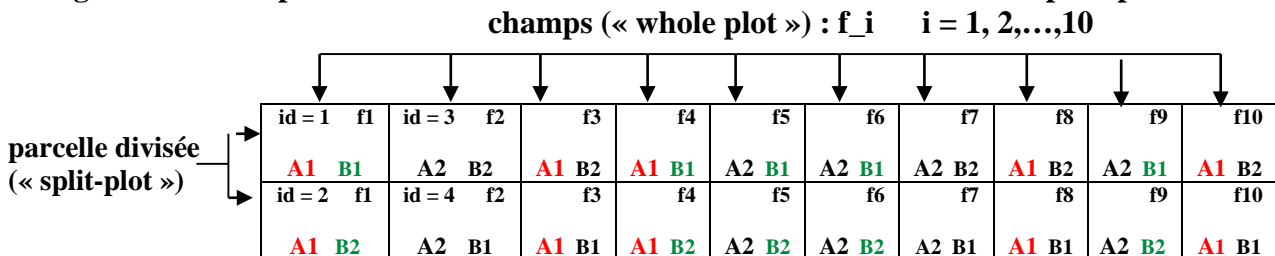 champs (« whole plot ») : f_i i = 1, 2,…,10
id = 1 f1 id = 3 f2 f3 f4 f5 f6 f7 f8 f9 f10
parcelle divisée
(« split-plot »)
A1 B1 A2 B2 A1 B2 A1 B1 A2 B1 A2 B1 A2 B2 A1 B2 A2 B1 A1 B2
id = 2 f1 id = 4 f2 f3 f4 f5 f6 f7 f8 f9 f10
A1 B2 A2 B1 A1 B1 A1 B2 A2 B2 A2 B2 A2 B1 A1 B1 A2 B2 A1 B1